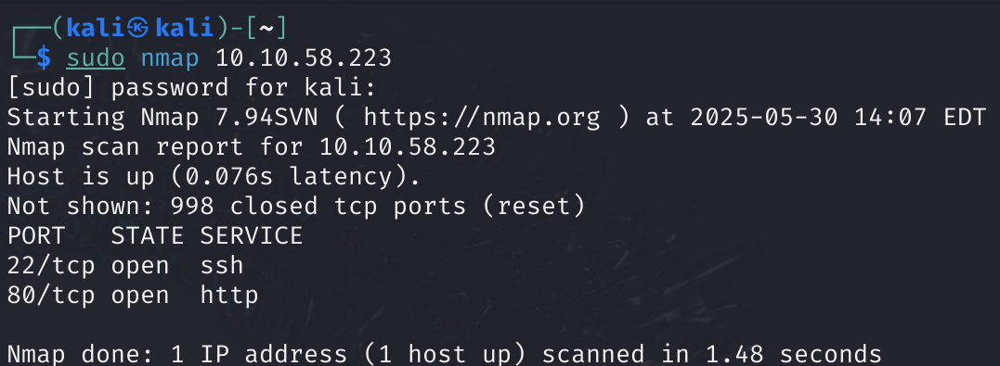 ┌──(kali㉿kali)-[~]
└─$ sudo nmap 10.10.58.223
[sudo] password for kali:
Starting Nmap 7.94SVN ( https://nmap.org ) at 2025-05-30 14:07 EDT
Nmap scan report for 10.10.58.223
Host is up (0.076s latency).
Not shown: 998 closed tcp ports (reset)
PORT   STATE SERVICE
22/tcp open  ssh
80/tcp open  http
Nmap done: 1 IP address (1 host up) scanned in 1.48 seconds